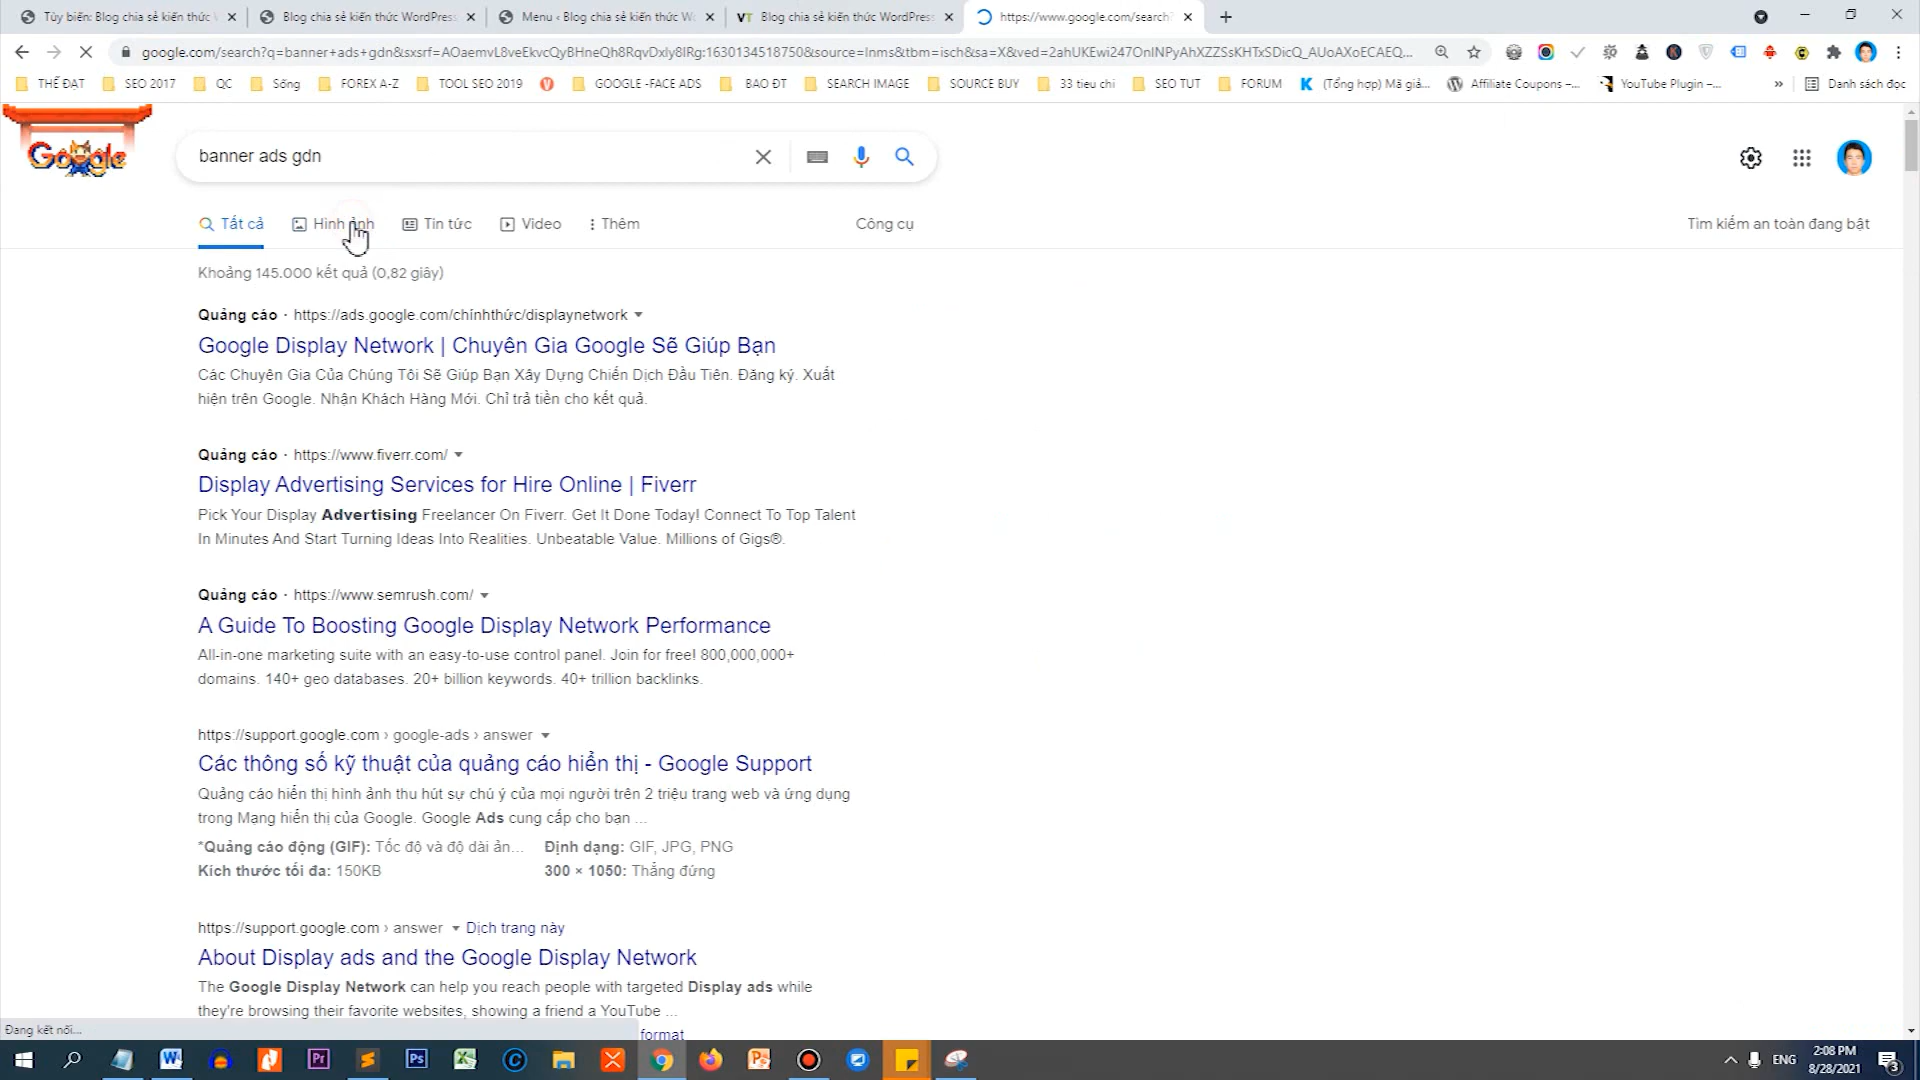 Tùy biến: Blog chia sẻ kiến thức
Blog chia sẻ kiến thức WordPress
Menu ‹ Blog chia sẻ kiến thức Wo
VT Blog chia sẻ kiến thức WordPress
https://www.google.com/search?
THẾ ĐẠT
SEO 2017
QC
Sống
FOREX A-Z
TOOL SEO 2019
GOOGLE -FACE ADS
BAO ĐT
SEARCH IMAGE
SOURCE BUY
33 tieu chi
SEO TUT
FORUM
(Tổng hợp) Mã giả...
Affiliate Coupons –...
YouTube Plugin –...
»
Danh sách đọc
Google
banner ads gdn
Tất cả
Hình ảnh
Tin tức
Video
Thêm
Công cụ
Tìm kiếm an toàn đang bật
Khoảng 145.000 kết quả (0,82 giây)
Quảng cáo · https://ads.google.com/chínhthức/displaynetwork
Google Display Network | Chuyên Gia Google Sẽ Giúp Bạn
Các Chuyên Gia Của Chúng Tôi Sẽ Giúp Bạn Xây Dựng Chiến Dịch Đầu Tiên. Đăng ký. Xuất
hiện trên Google. Nhận Khách Hàng Mới. Chỉ trả tiền cho kết quả.
Quảng cáo · https://www.fiverr.com/
Display Advertising Services for Hire Online | Fiverr
Pick Your Display Advertising Freelancer On Fiverr. Get It Done Today! Connect To Top Talent
In Minutes And Start Turning Ideas Into Realities. Unbeatable Value. Millions of Gigs®.
Quảng cáo · https://www.semrush.com/
A Guide To Boosting Google Display Network Performance
All-in-one marketing suite with an easy-to-use control panel. Join for free! 800,000,000+
domains. 140+ geo databases. 20+ billion keywords. 40+ trillion backlinks.
https://support.google.com › google-ads › answer
Các thông số kỹ thuật của quảng cáo hiển thị - Google Support
Quảng cáo hiển thị hình ảnh thu hút sự chú ý của mọi người trên 2 triệu trang web và ứng dụng
trong Mạng hiển thị của Google. Google Ads cung cấp cho bạn ...
*Quảng cáo động (GIF): Tốc độ và độ dài ản... Định dạng: GIF, JPG, PNG
Kích thước tối đa: 150KB 300 × 1050: Thẳng đứng
https://support.google.com › answer Dịch trang này
About Display ads and the Google Display Network
The Google Display Network can help you reach people with targeted Display ads while
they're browsing their favorite websites, showing a friend a YouTube ...
format
Đang kết nối...
ENG
2:08 PM
8/28/2021
3